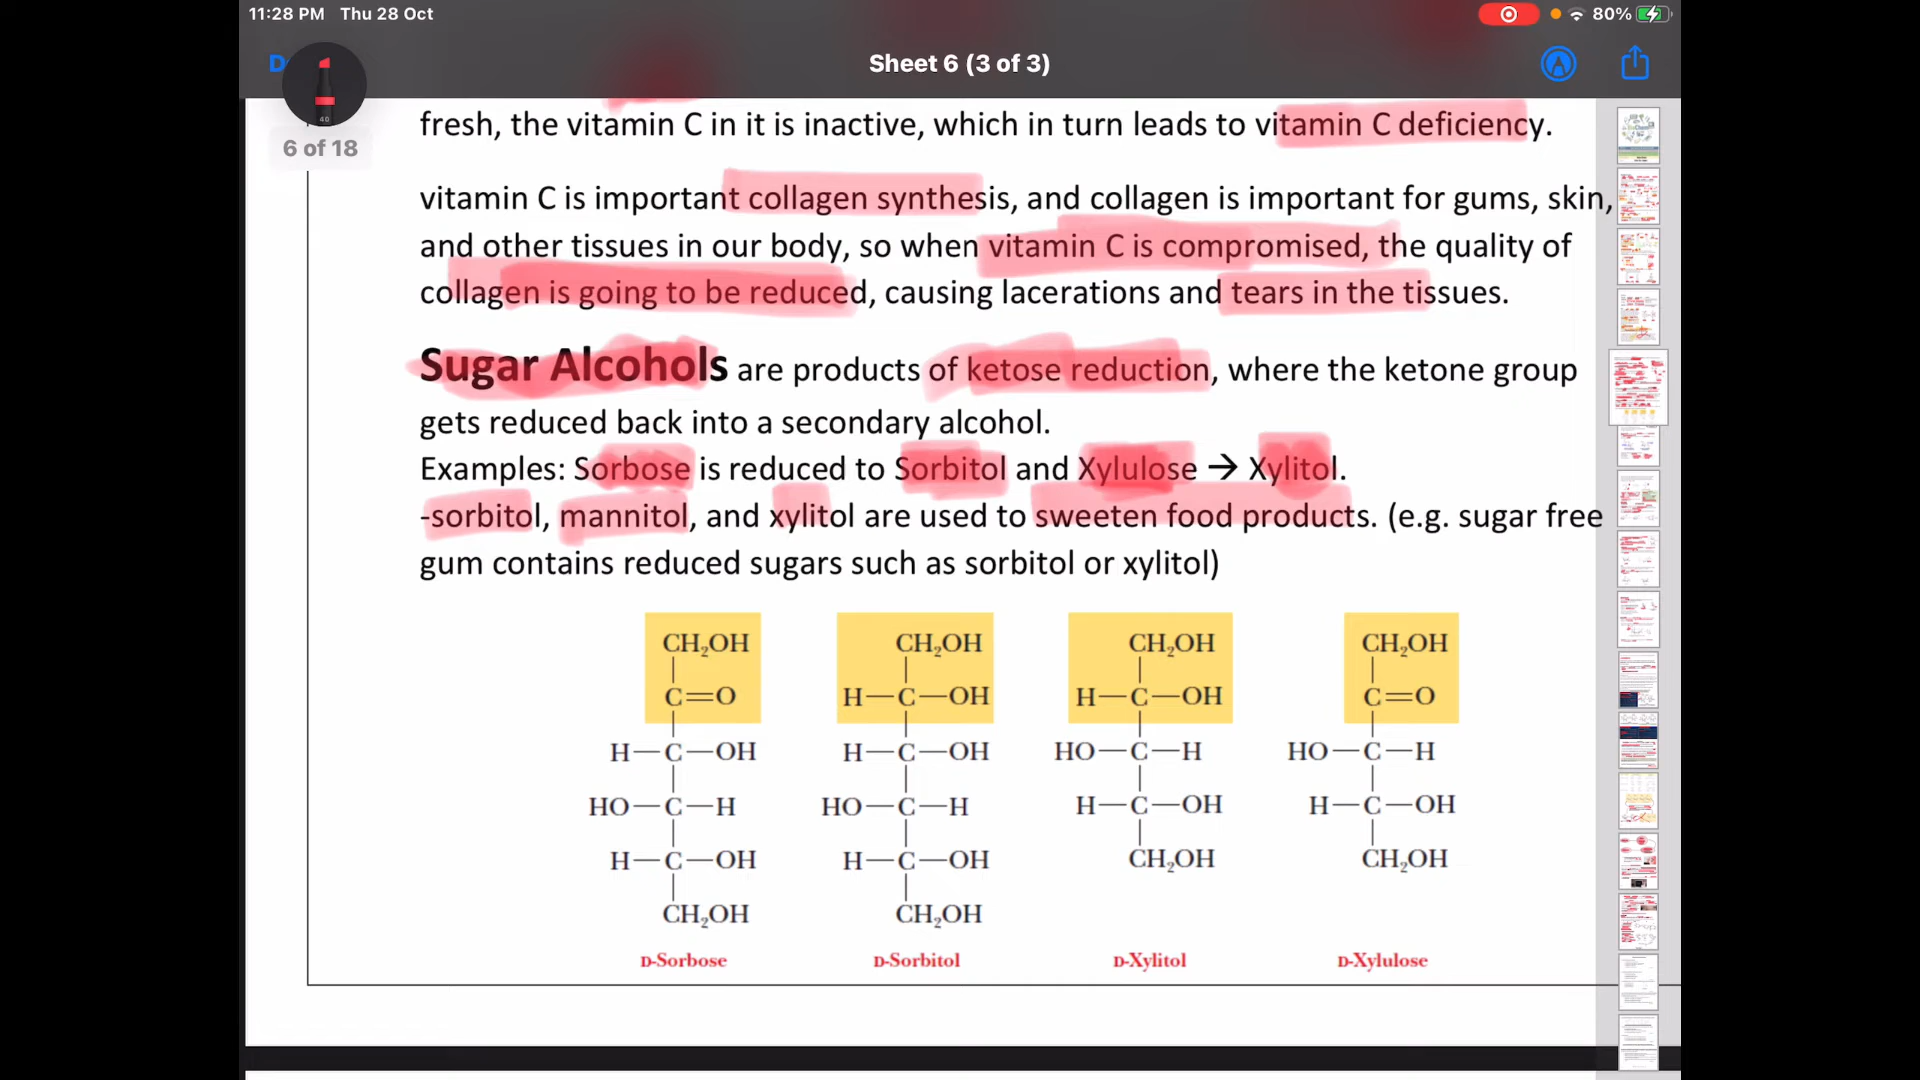 11:28 PM Thu 28 Oct
80%
Sheet 6 (3 of 3)
D
40
6 of 18
fresh, the vitamin C in it is inactive, which in turn leads to vitamin C deficiency.
vitamin C is important collagen synthesis, and collagen is important for gums, skin,
and other tissues in our body, so when vitamin C is compromised, the quality of
collagen is going to be reduced, causing lacerations and tears in the tissues.
Sugar Alcohols are products of ketose reduction, where the ketone group
gets reduced back into a secondary alcohol.
Examples: Sorbose is reduced to Sorbitol and Xylulose → Xylitol.
-sorbitol, mannitol, and xylitol are used to sweeten food products. (e.g. sugar free
gum contains reduced sugars such as sorbitol or xylitol)
CH₂OH CH₂OH CH₂OH CH₂OH
C=O H—C—OH H—C—OH C=O
H—C—OH H—C—OH HO—C—H HO—C—H
HO—C—H HO—C—H H—C—OH H—C—OH
H—C—OH H—C—OH CH₂OH CH₂OH
CH₂OH CH₂OH
D-Sorbose D-Sorbitol D-Xylitol D-Xylulose